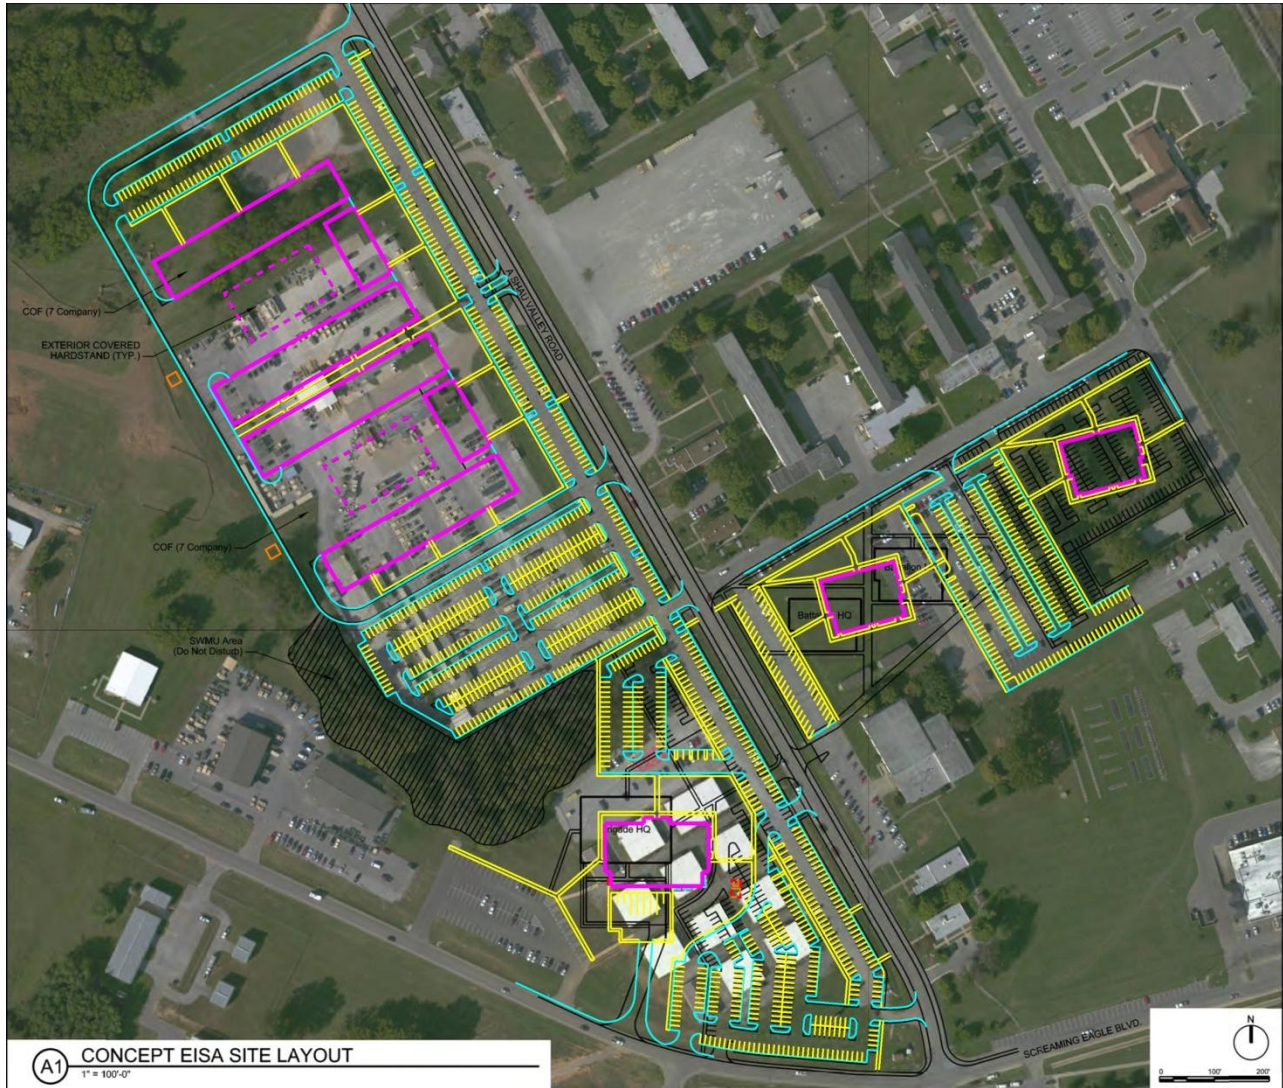 A SHAU VALLEY ROAD
COF (7 Company)
EXTERIOR COVERED
HARDSTAND (TYP.)
COF (7 Company)
SWMU Area
(Do Not Disturb)
HQ
HQ
SCREAMING EAGLE BLVD.
N
0 100' 200'
A1
CONCEPT EISA SITE LAYOUT
1" = 100'-0"